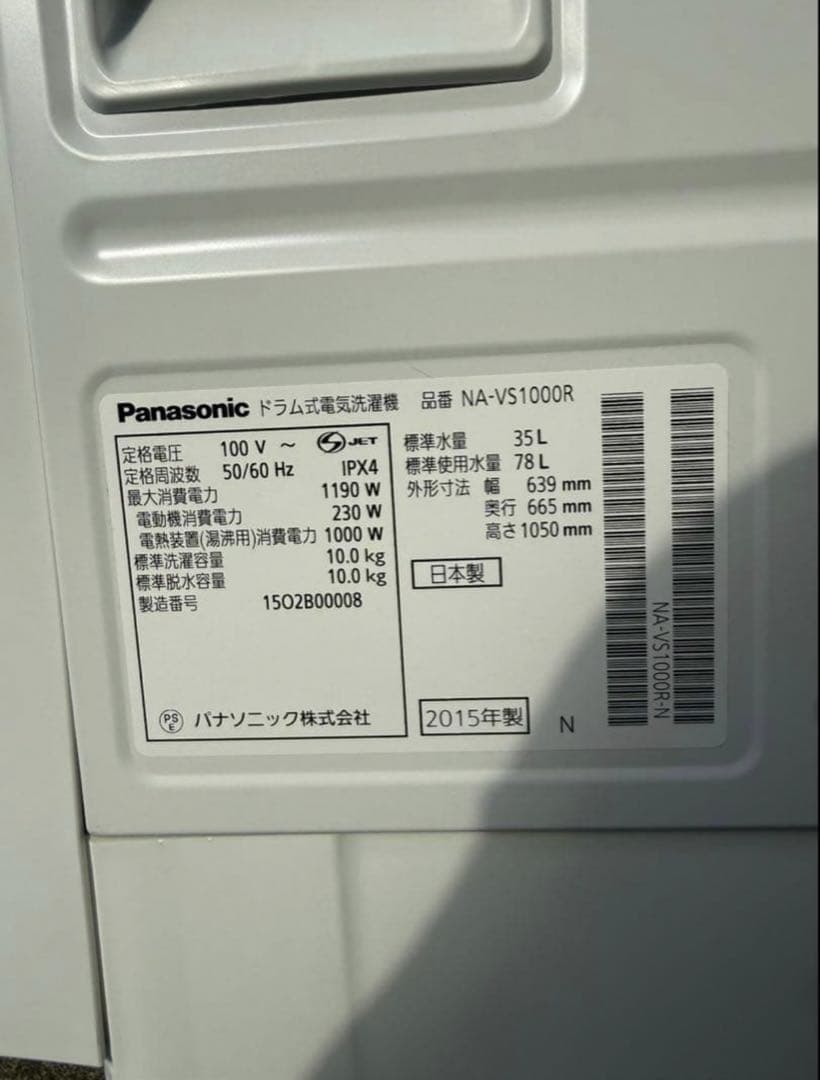 Panasonic ドラム式電気洗濯機 品番 NA-VS1000R
定格電圧 100 V ～ JET
定格周波数 50/60 Hz IPX4
最大消費電力 1190 W
電動機消費電力 230 W
電熱装置(湯沸用)消費電力 1000 W
標準洗濯容量 10.0 kg
標準脱水容量 10.0 kg
製造番号 15O2B00008
PSE パナソニック株式会社
標準水量 35 L
標準使用水量 78 L
外形寸法 幅 639 mm
奥行 665 mm
高さ 1050 mm
日本製
2015年製 N
NA-VS1000R-N